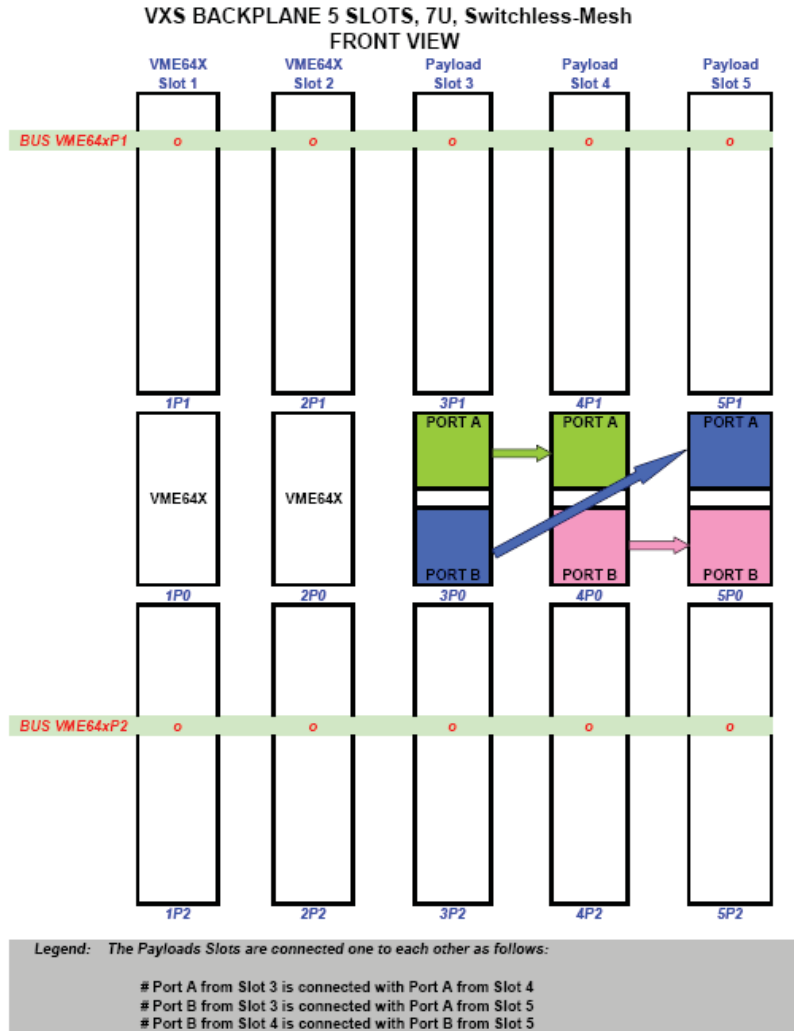 VXS BACKPLANE 5 SLOTS, 7U, Switchless-Mesh
FRONT VIEW
VME64X VME64X Payload Payload Payload
Slot 1 Slot 2 Slot 3 Slot 4 Slot 5
BUS VME64xP1 o o o o o
1P1 2P1 3P1 4P1 5P1
PORT A PORT A PORT A
VME64X VME64X
PORT B PORT B PORT B
1P0 2P0 3P0 4P0 5P0
BUS VME64xP2 o o o o o
1P2 2P2 3P2 4P2 5P2
Legend: The Payloads Slots are connected one to each other as follows:
# Port A from Slot 3 is connected with Port A from Slot 4
# Port B from Slot 3 is connected with Port A from Slot 5
# Port B from Slot 4 is connected with Port B from Slot 5